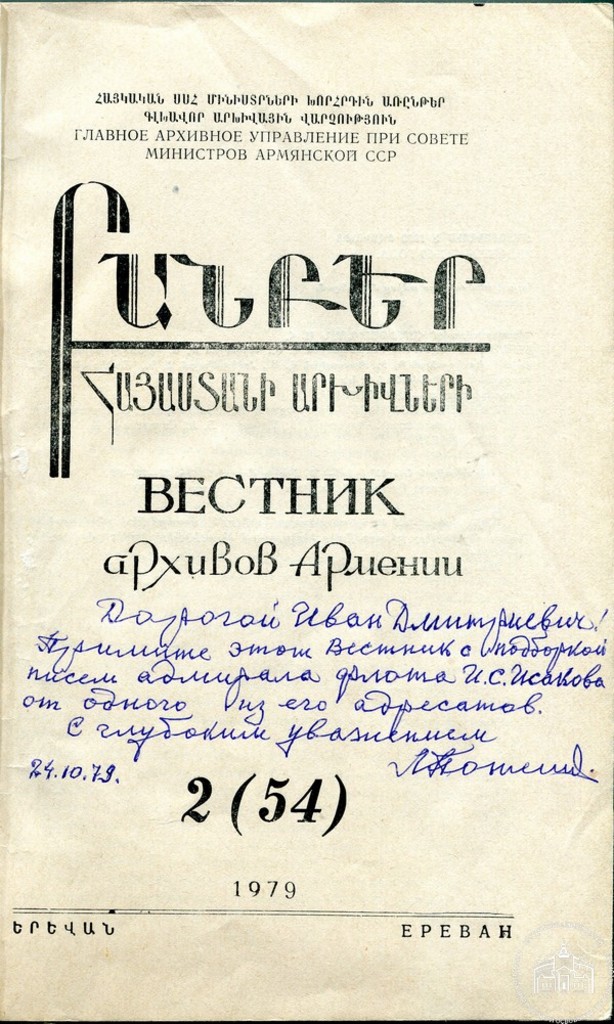 ՀԱՅԿԱԿԱՆ ՍՍՀ ՄԻՆԻՍՏՐՆԵՐԻ ԽՈՐՀՐԴԻՆ ԱՌԸՆԹԵՐ
ԳԼԽԱՎՈՐ ԱՐԽԻՎԱՅԻՆ ՎԱՐՉՈՒԹՅՈՒՆ
ГЛАВНОЕ АРХИВНОЕ УПРАВЛЕНИЕ ПРИ СОВЕТЕ
МИНИСТРОВ АРМЯНСКОЙ ССР
ԲԱՆԲԵՐ
ՀԱՅԱՍՏԱՆԻ ԱՐԽԻՎՆԵՐԻ
ВЕСТНИК
архивов Армении
Дорогой Иван Дмитриевич!
Примите этот Вестник с подборкой
писем адмирала флота И.С.Исакова
от одного из его адресатов.
С глубоким уважением
24.10.79.
2 (54)
1979
ԵՐԵՎԱՆ ЕРЕВАН